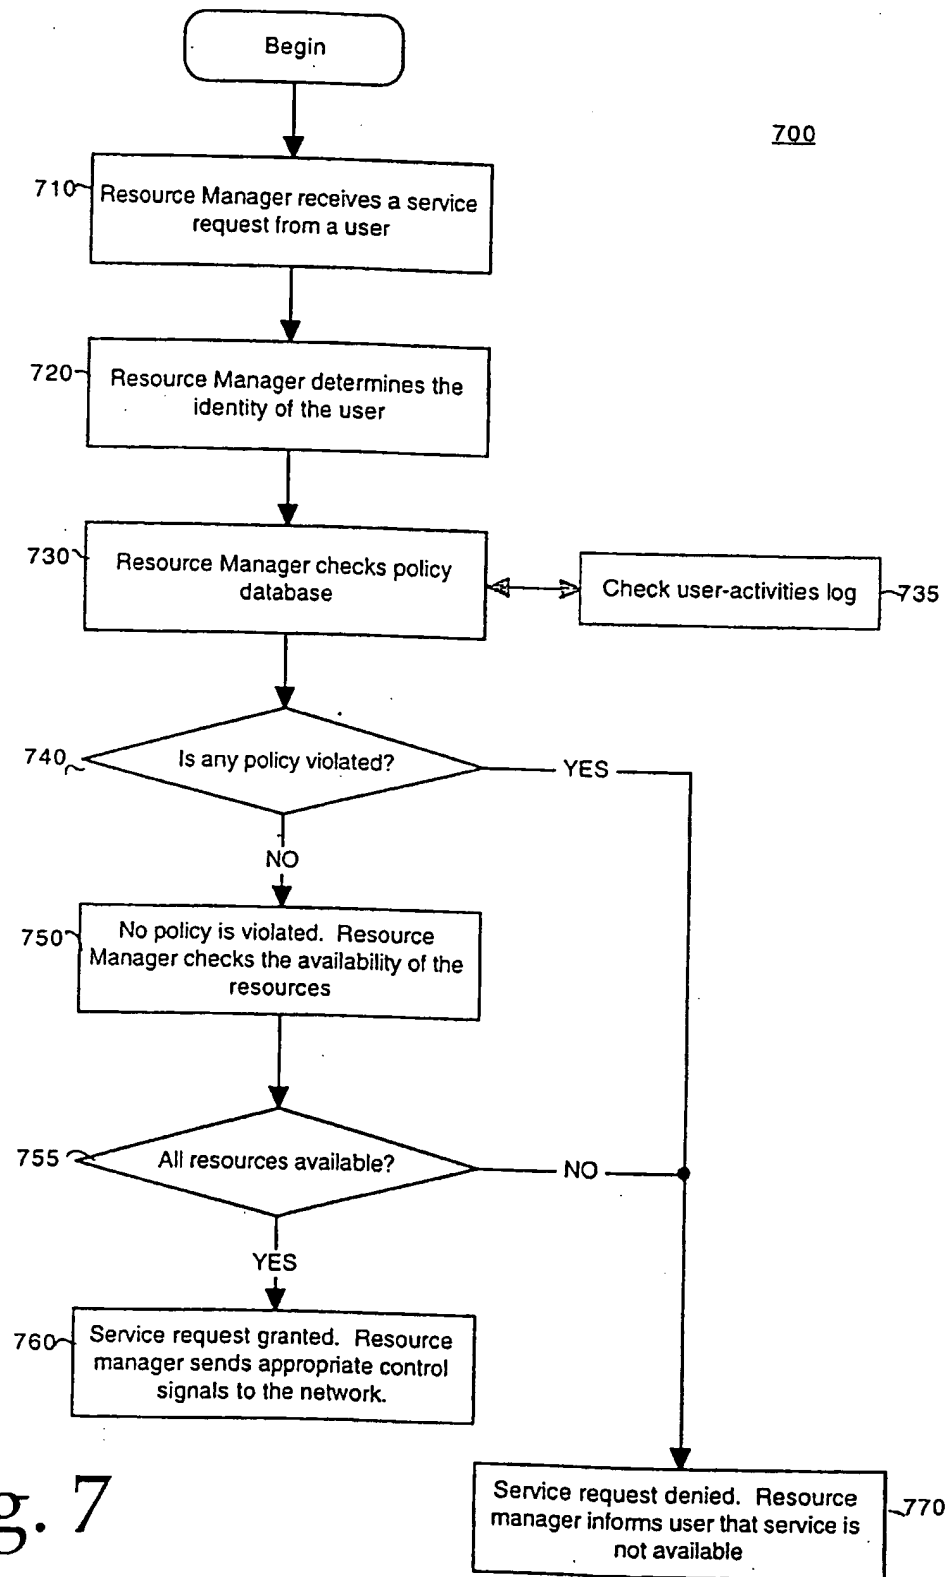 Begin
700
710
Resource Manager receives a service
request from a user
720
Resource Manager determines the
identity of the user
730
Resource Manager checks policy
database
Check user-activities log
735
740
Is any policy violated?
YES
NO
750
No policy is violated. Resource
Manager checks the availability of the
resources
755
All resources available?
NO
YES
760
Service request granted. Resource
manager sends appropriate control
signals to the network.
g. 7
Service request denied. Resource
manager informs user that service is
not available
770